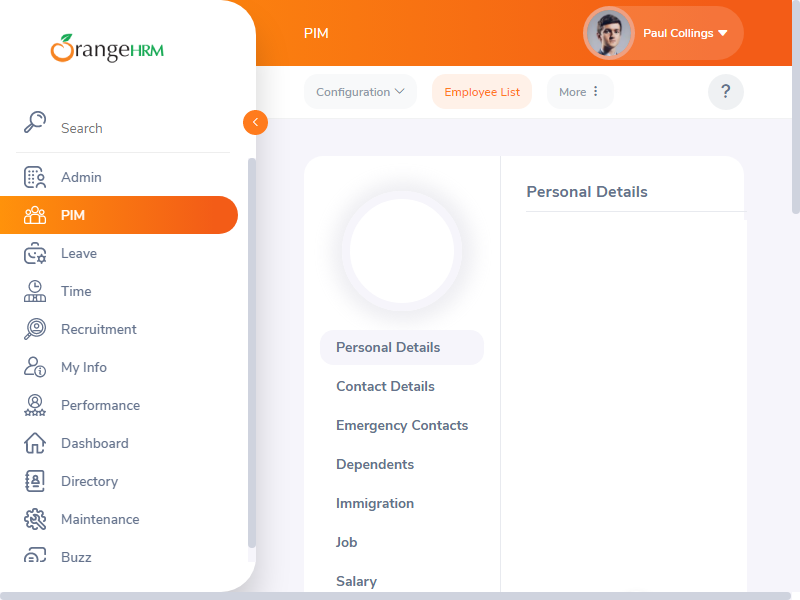 OrangeHRM
PIM
Paul Collings
Configuration
Employee List
More
?
Search
Admin
PIM
Leave
Time
Recruitment
My Info
Performance
Dashboard
Directory
Maintenance
Buzz
Personal Details
Contact Details
Emergency Contacts
Dependents
Immigration
Job
Salary
Personal Details